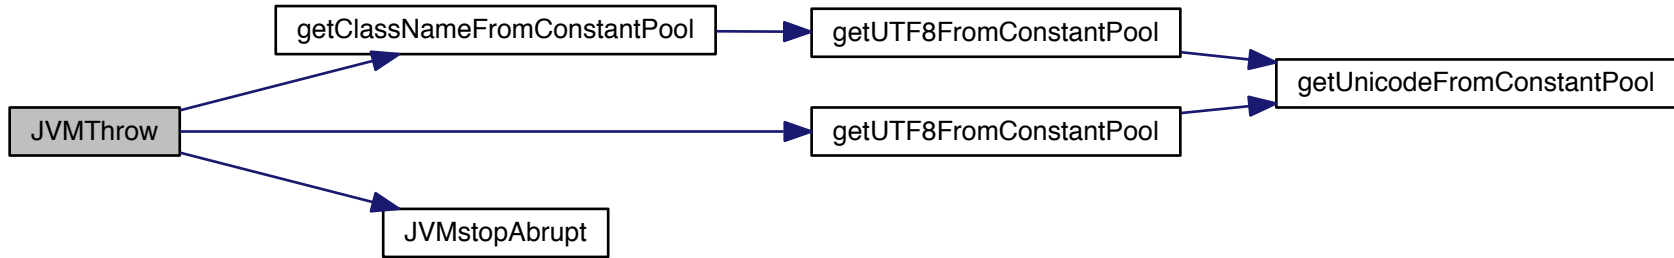 getClassNameFromConstantPool
getUTF8FromConstantPool
getUnicodeFromConstantPool
JVMThrow
getUTF8FromConstantPool
JVMstopAbrupt